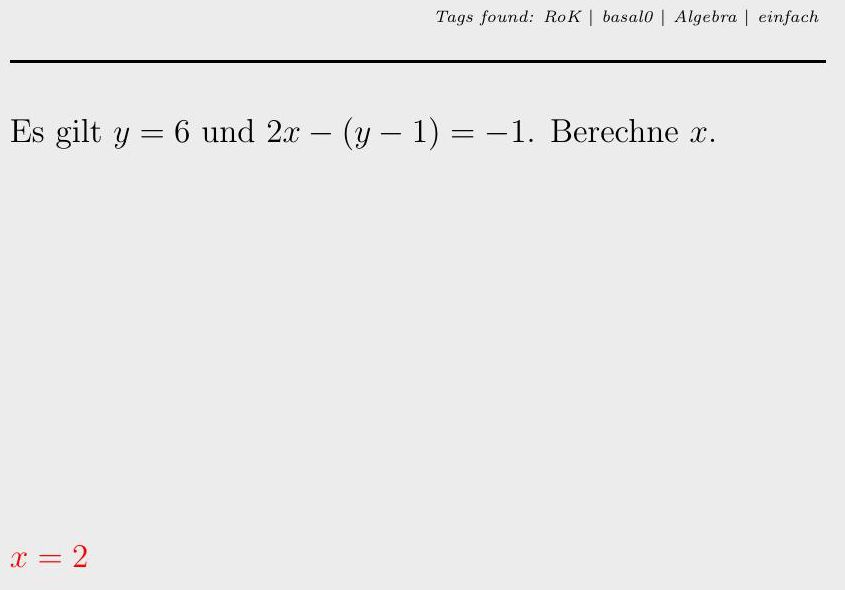 Tags found: RoK | basal0 | Algebra | einfach
Es gilt y = 6 und 2x − (y − 1) = −1. Berechne x.
x = 2